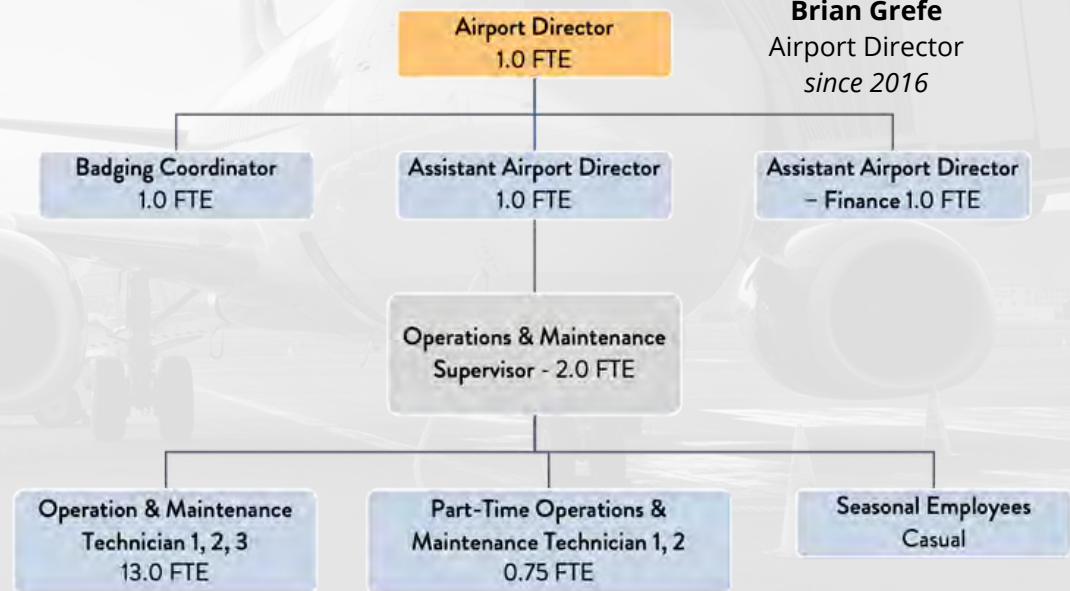 Brian Grefe
Airport Director
since 2016
Airport Director
1.0 FTE
Badging Coordinator
1.0 FTE
Assistant Airport Director
1.0 FTE
Assistant Airport Director
– Finance 1.0 FTE
Operations & Maintenance
Supervisor - 2.0 FTE
Operation & Maintenance
Technician 1, 2, 3
13.0 FTE
Part-Time Operations &
Maintenance Technician 1, 2
0.75 FTE
Seasonal Employees
Casual